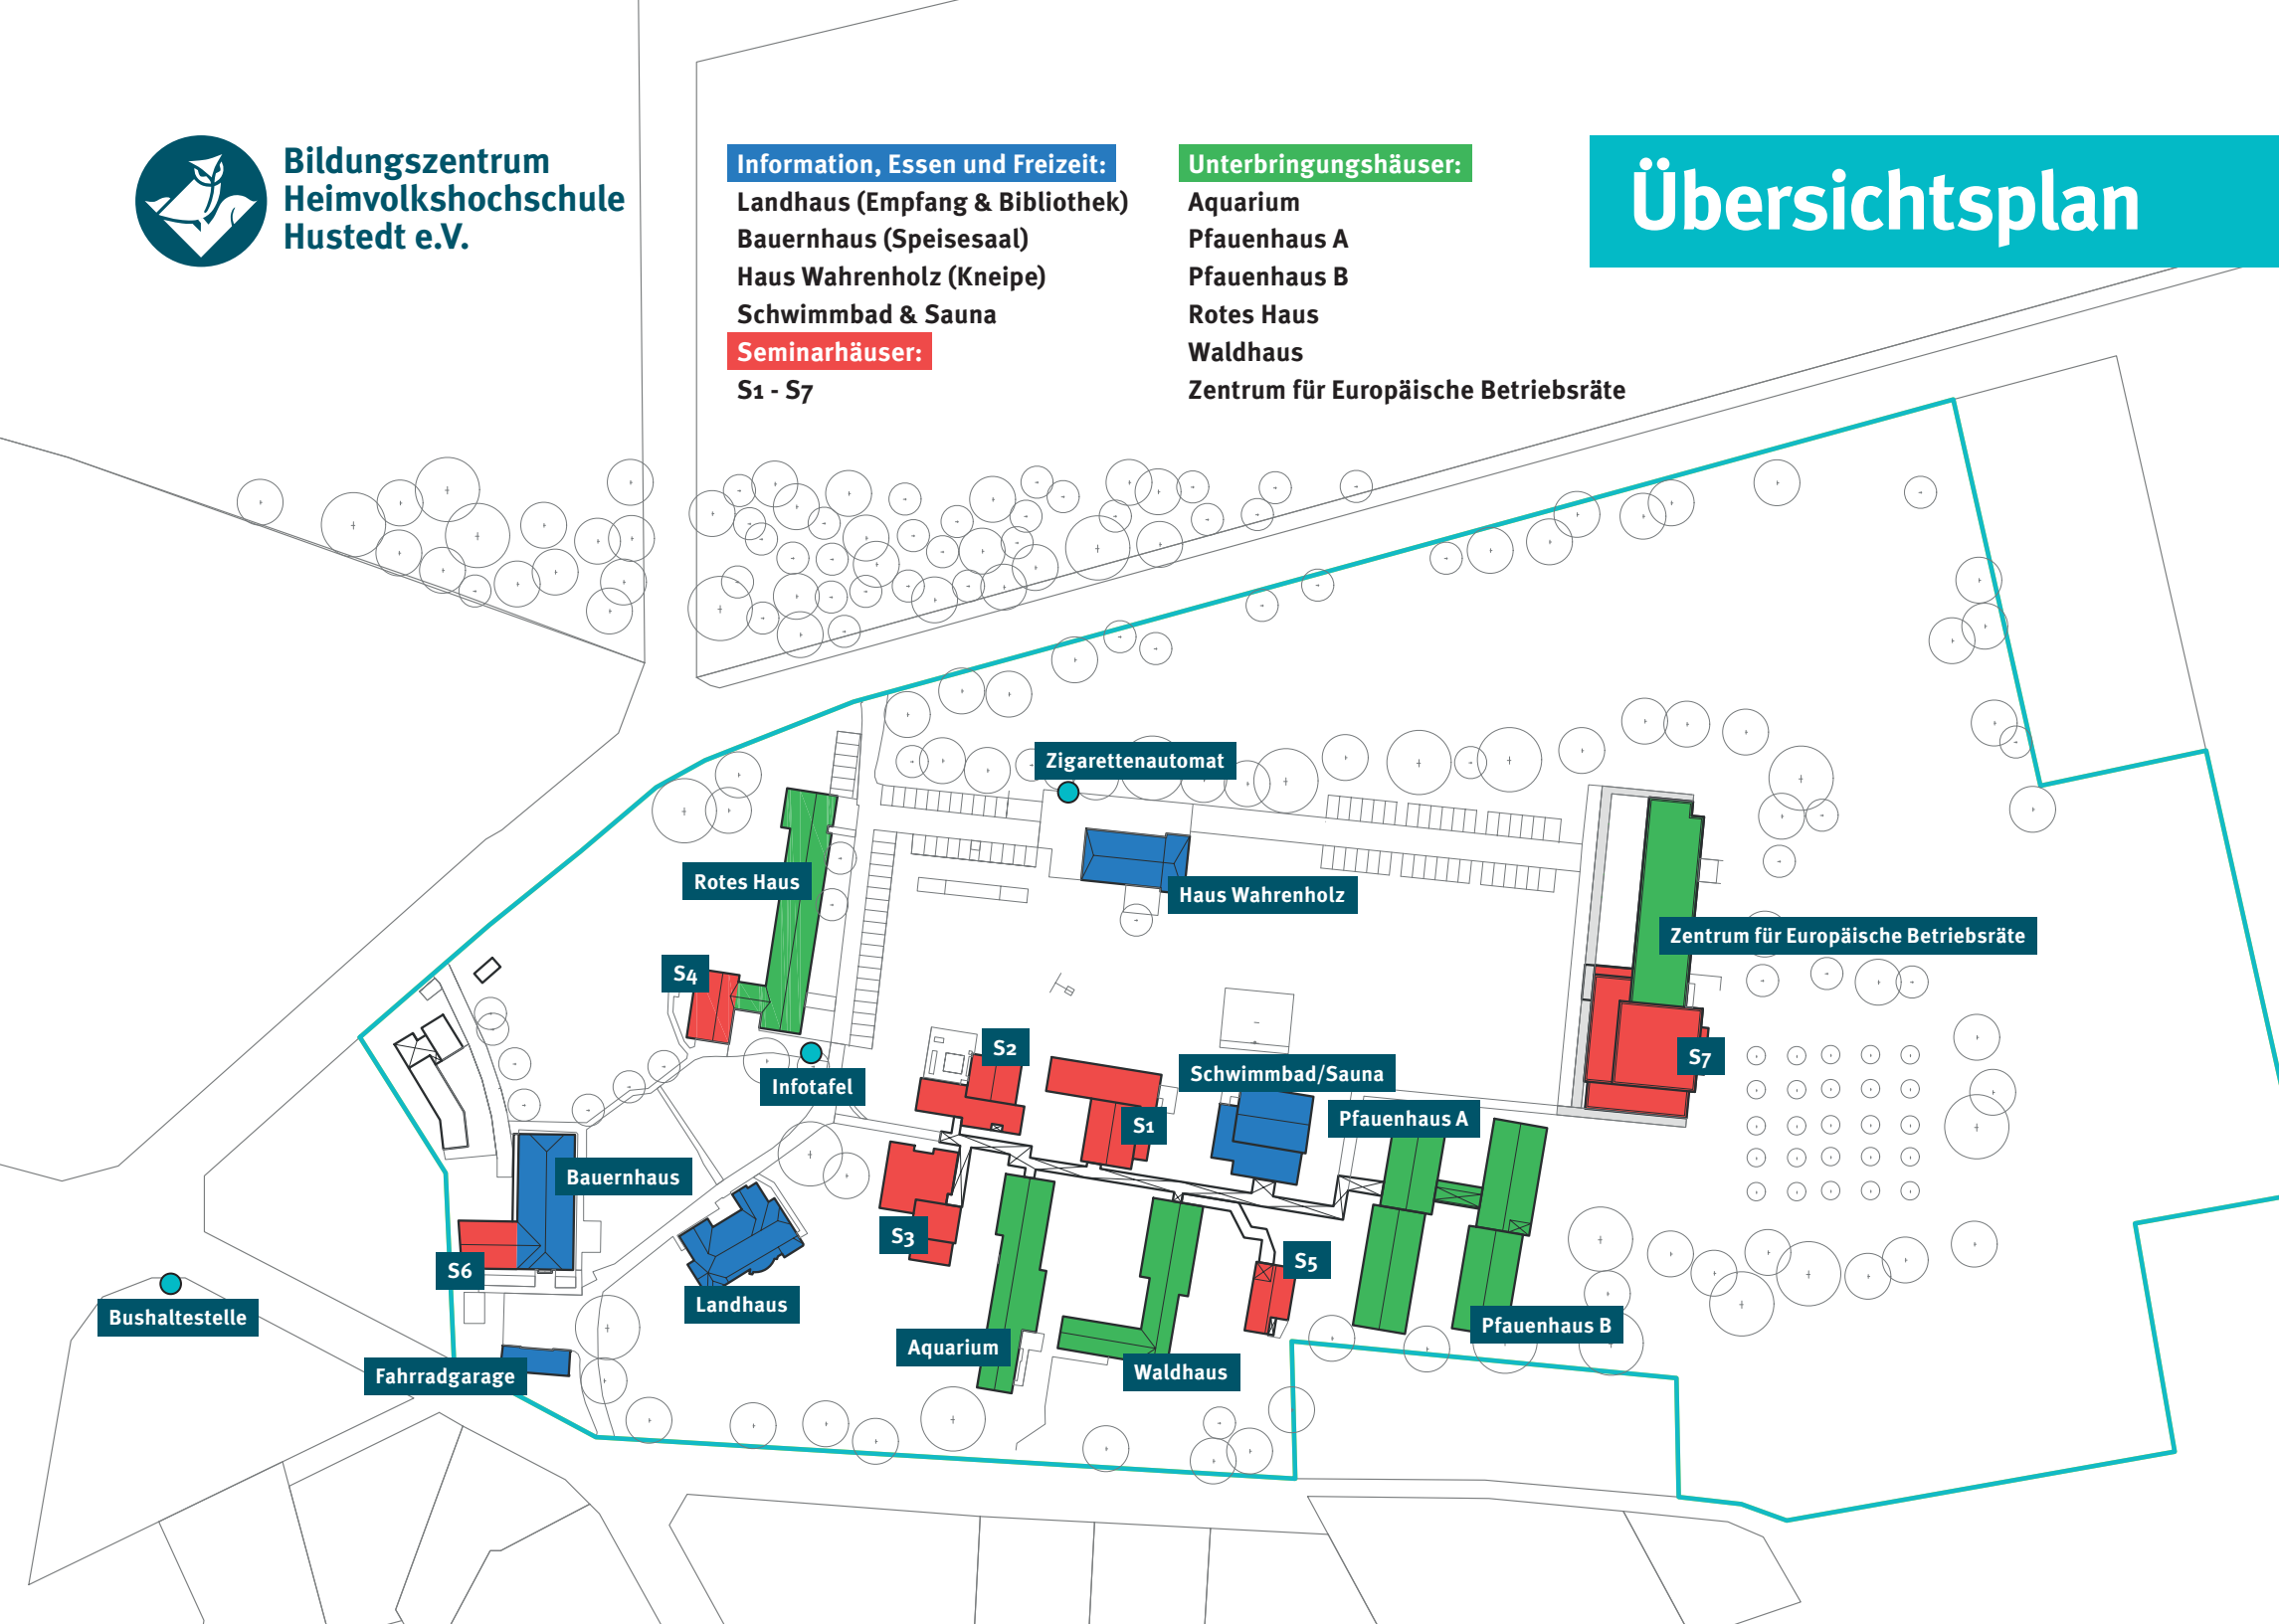 Bildungszentrum
Heimvolkshochschule
Hustedt e.V.
Information, Essen und Freizeit:
Landhaus (Empfang & Bibliothek)
Bauernhaus (Speisesaal)
Haus Wahrenholz (Kneipe)
Schwimmbad & Sauna
Seminarhäuser:
S1 - S7
Unterbringungshäuser:
Aquarium
Pfauenhaus A
Pfauenhaus B
Rotes Haus
Waldhaus
Zentrum für Europäische Betriebsräte
Übersichtsplan
Zigarettenautomat
Rotes Haus
Haus Wahrenholz
Zentrum für Europäische Betriebsräte
S4
S2
S7
Infotafel
Schwimmbad/Sauna
S1
Pfauenhaus A
Bauernhaus
S3
S6
S5
Landhaus
Bushaltestelle
Pfauenhaus B
Aquarium
Waldhaus
Fahrradgarage